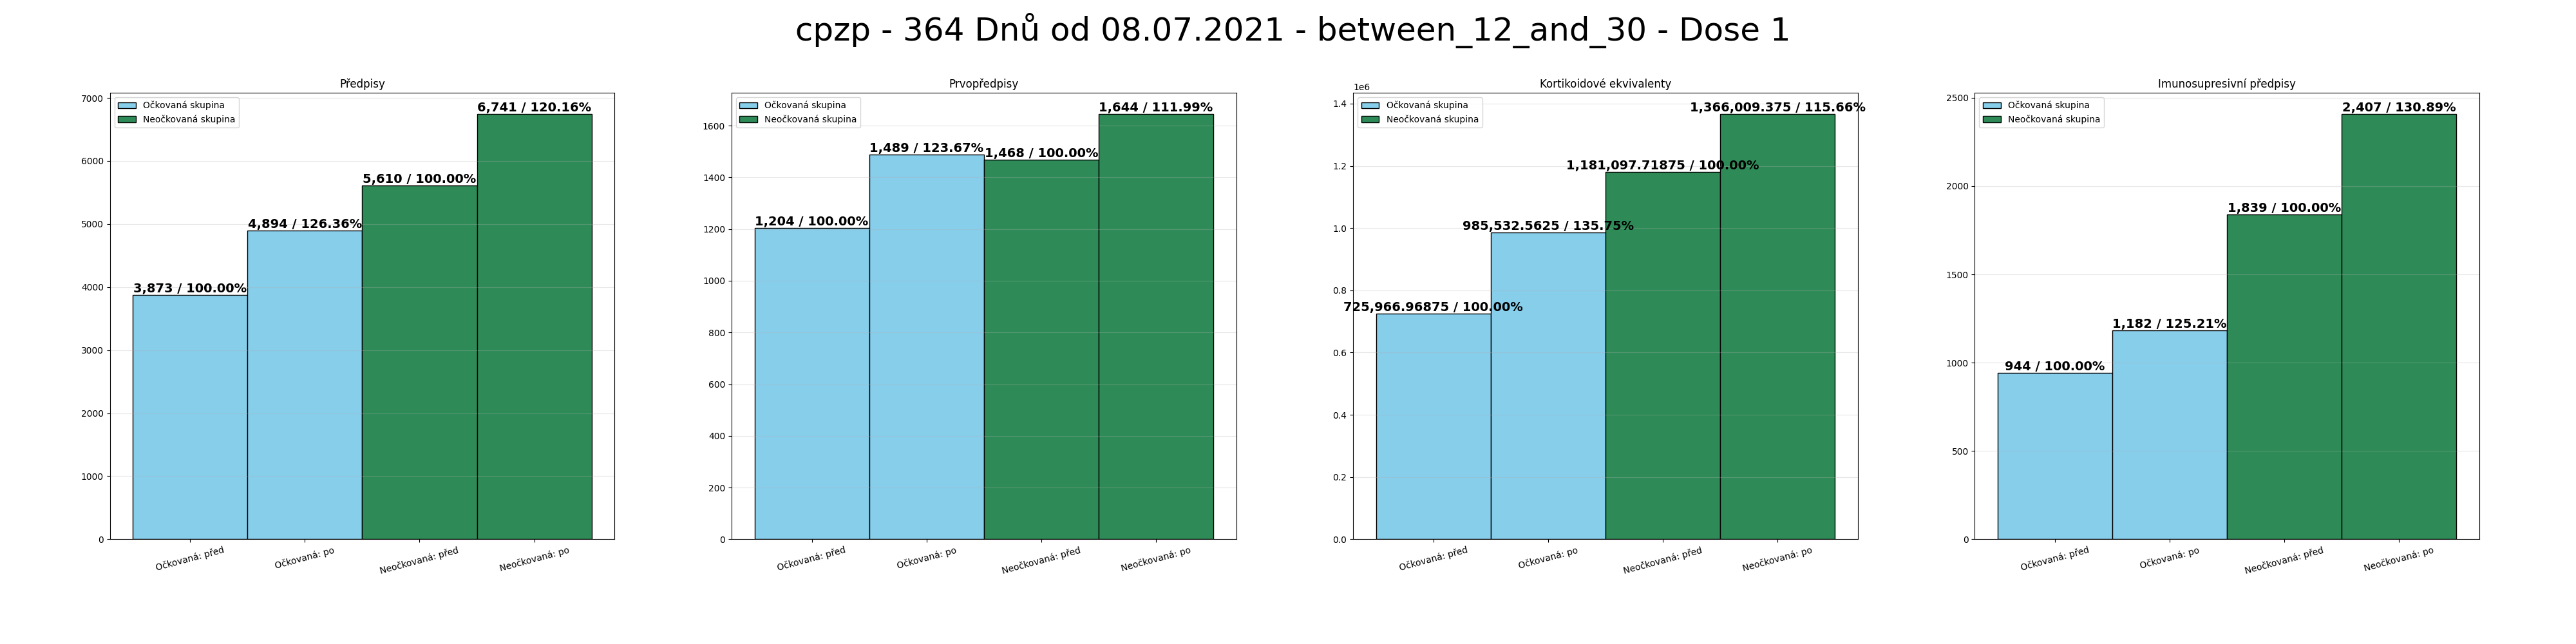 cpzp - 364 Dnů od 08.07.2021 - between_12_and_30 - Dose 1
Předpisy
Očkovaná skupina
Neočkovaná skupina
3,873 / 100.00%
4,894 / 126.36%
5,610 / 100.00%
6,741 / 120.16%
7000
6000
5000
4000
3000
2000
1000
0
Očkovaná: před
Očkovaná: po
Neočkovaná: před
Neočkovaná: po
Prvopředpisy
Očkovaná skupina
Neočkovaná skupina
1,204 / 100.00%
1,489 / 123.67%
1,468 / 100.00%
1,644 / 111.99%
1600
1400
1200
1000
800
600
400
200
0
Očkovaná: před
Očkovaná: po
Neočkovaná: před
Neočkovaná: po
Kortikoidové ekvivalenty
1e6
Očkovaná skupina
Neočkovaná skupina
725,966.96875 / 100.00%
985,532.5625 / 135.75%
1,181,097.71875 / 100.00%
1,366,009.375 / 115.66%
1.4
1.2
1.0
0.8
0.6
0.4
0.2
0.0
Očkovaná: před
Očkovaná: po
Neočkovaná: před
Neočkovaná: po
Imunosupresivní předpisy
Očkovaná skupina
Neočkovaná skupina
944 / 100.00%
1,182 / 125.21%
1,839 / 100.00%
2,407 / 130.89%
2500
2000
1500
1000
500
0
Očkovaná: před
Očkovaná: po
Neočkovaná: před
Neočkovaná: po